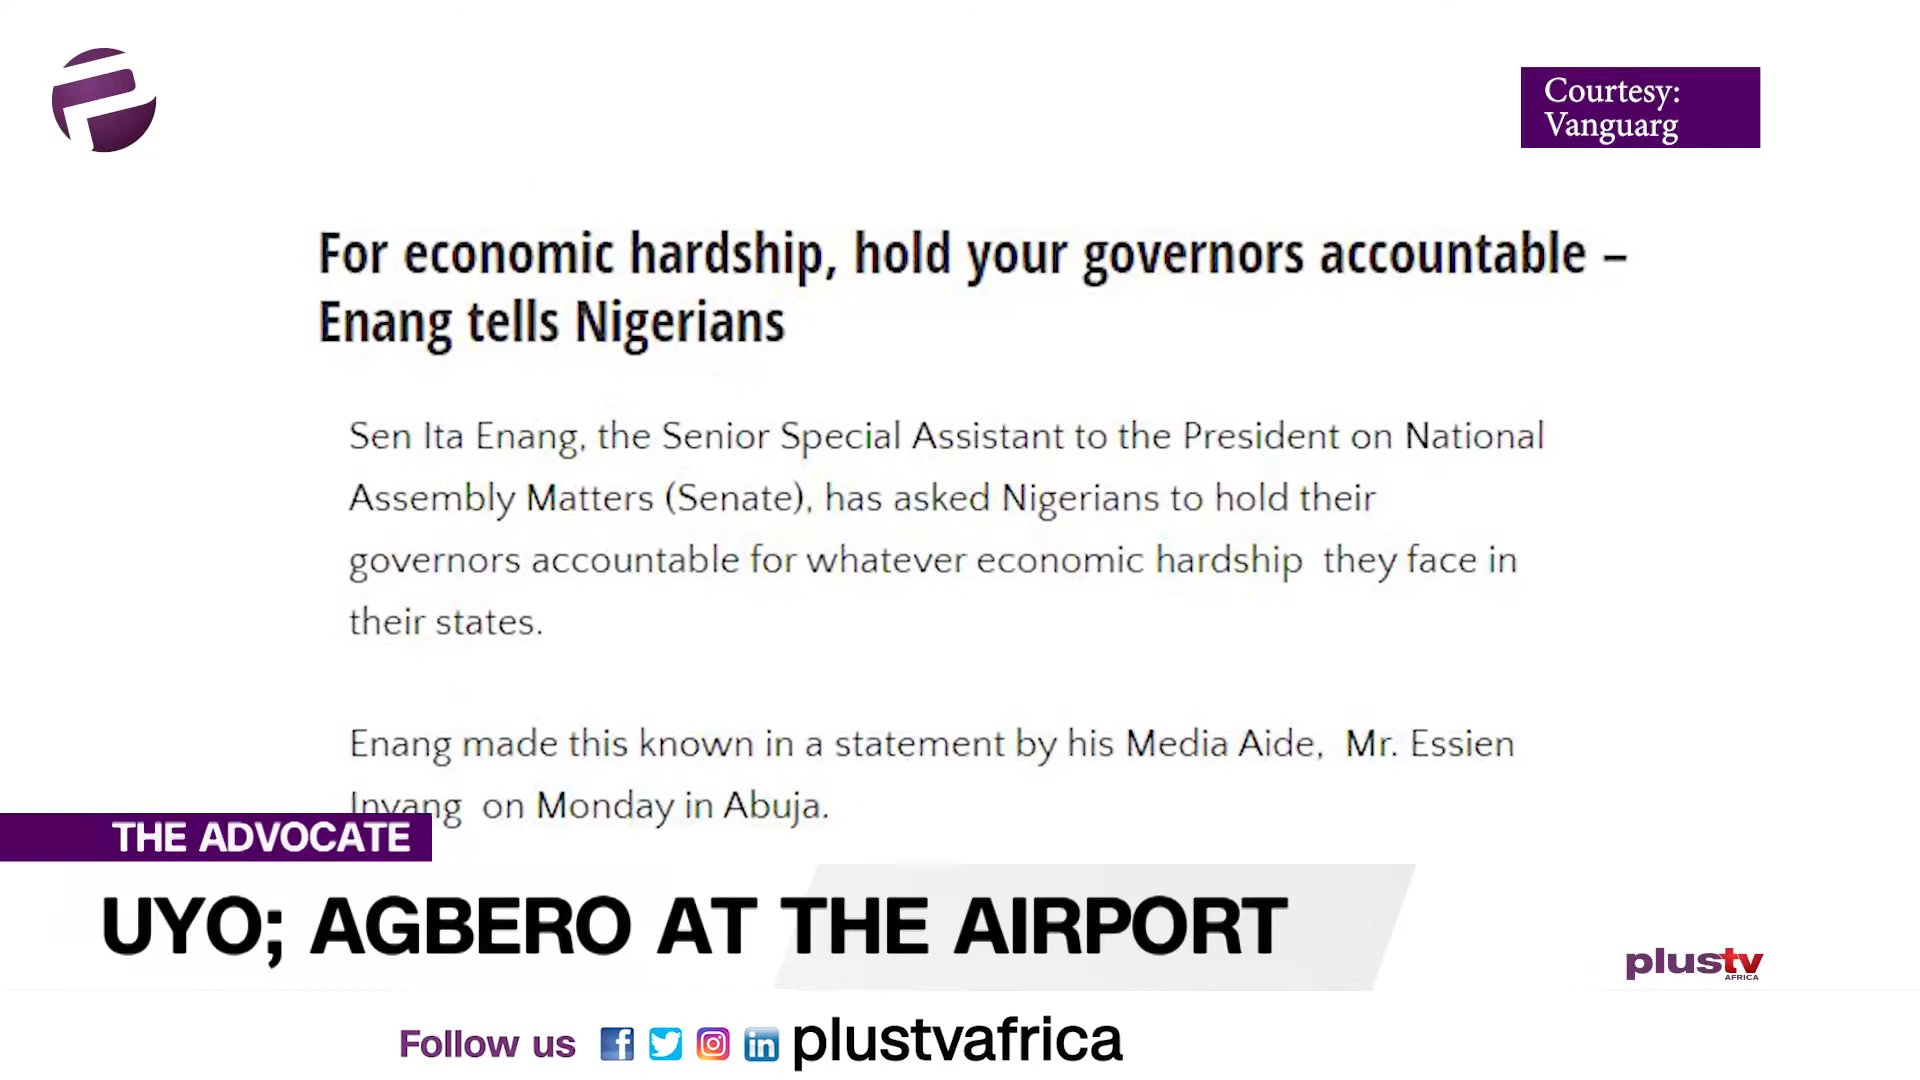 Courtesy:
Vanguarg
For economic hardship, hold your governors accountable –
Enang tells Nigerians
Sen Ita Enang, the Senior Special Assistant to the President on National
Assembly Matters (Senate), has asked Nigerians to hold their
governors accountable for whatever economic hardship they face in
their states.
Enang made this known in a statement by his Media Aide, Mr. Essien
Inyang on Monday in Abuja.
THE ADVOCATE
UYO; AGBERO AT THE AIRPORT
plustv
AFRICA
Follow us plustvafrica